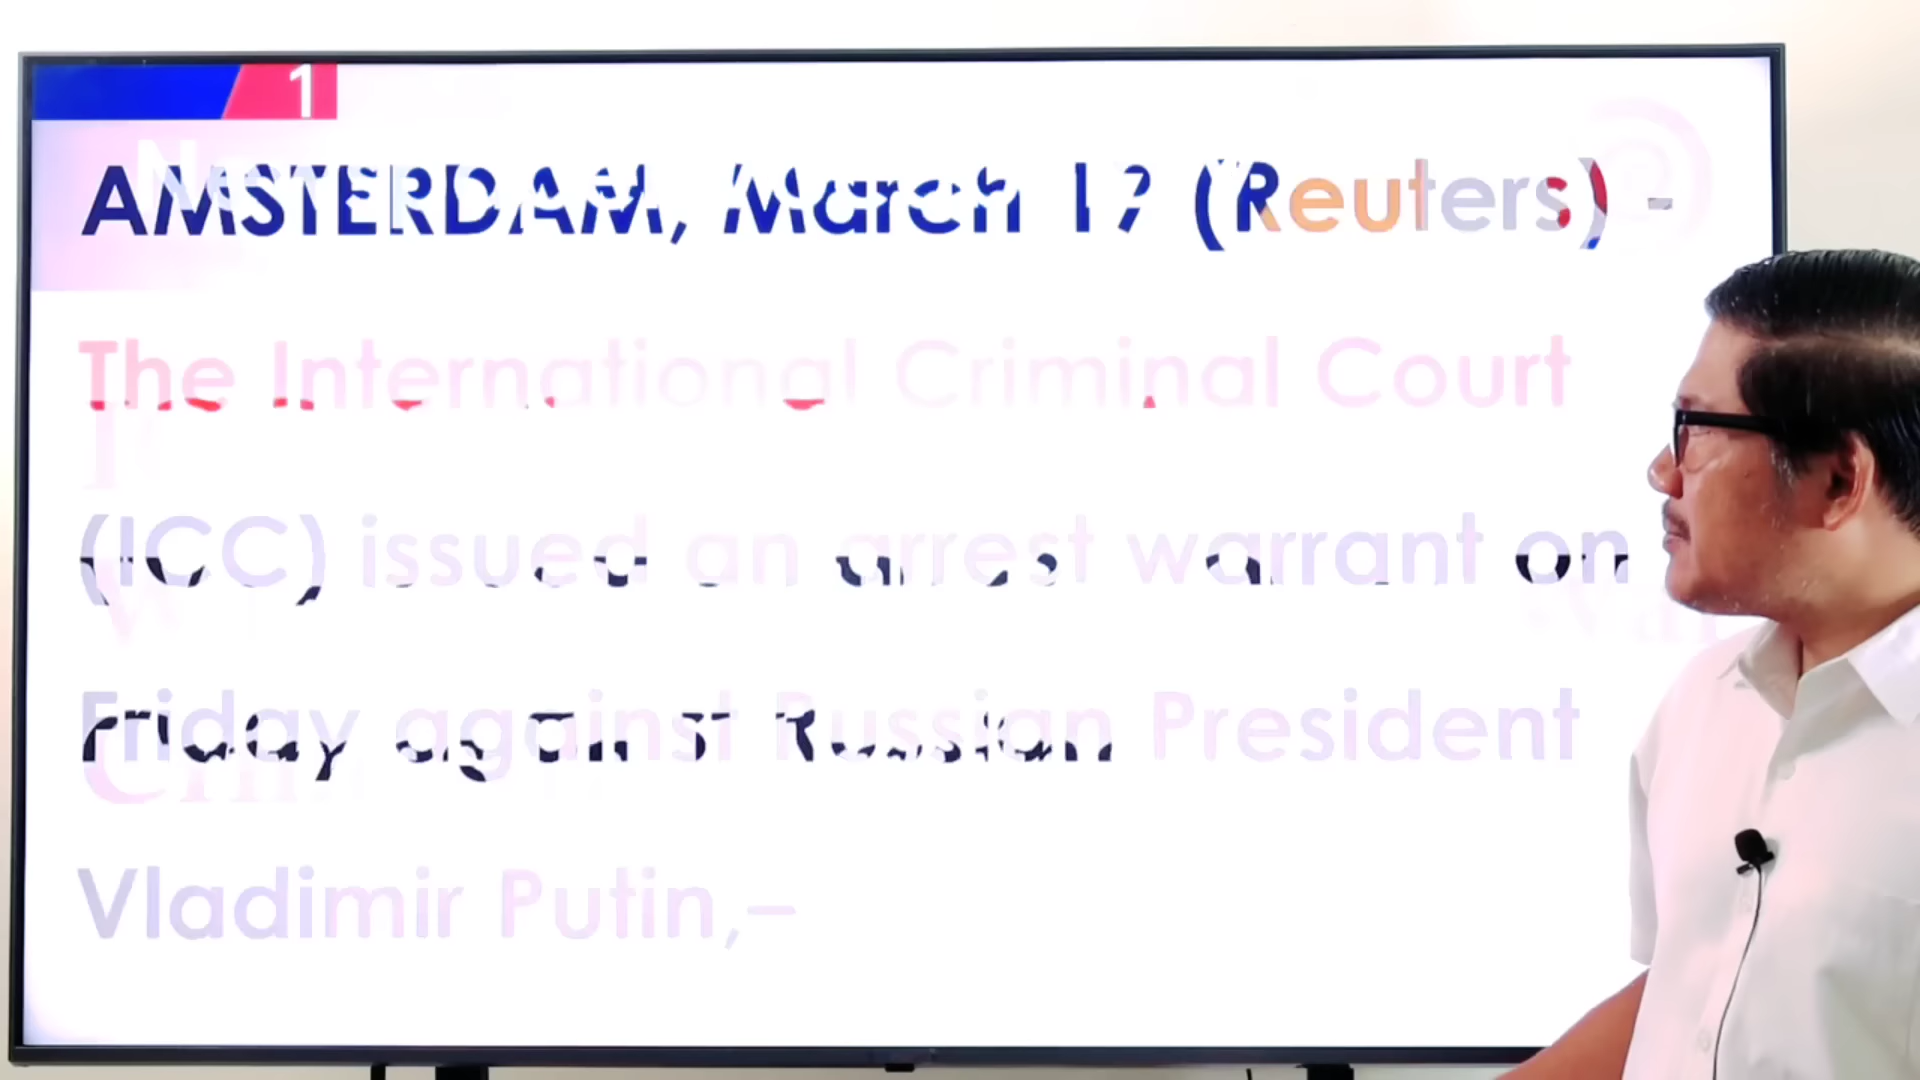 1
AMSTERDAM, March 17 (Reuters) -
The International Criminal Court
(ICC) issued an arrest warrant on
Friday against Russian President
Vladimir Putin,–